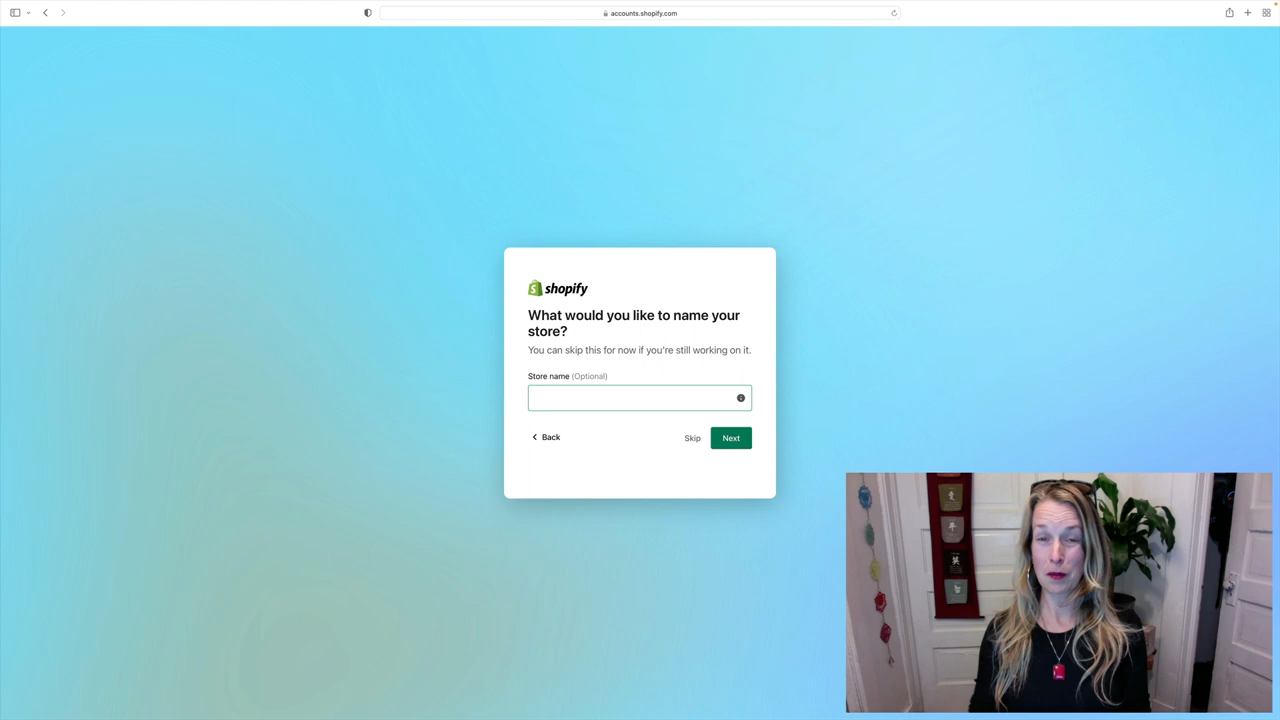 accounts.shopify.com
shopify
What would you like to name your
store?
You can skip this for now if you're still working on it.
Store name (Optional)
Back
Skip
Next